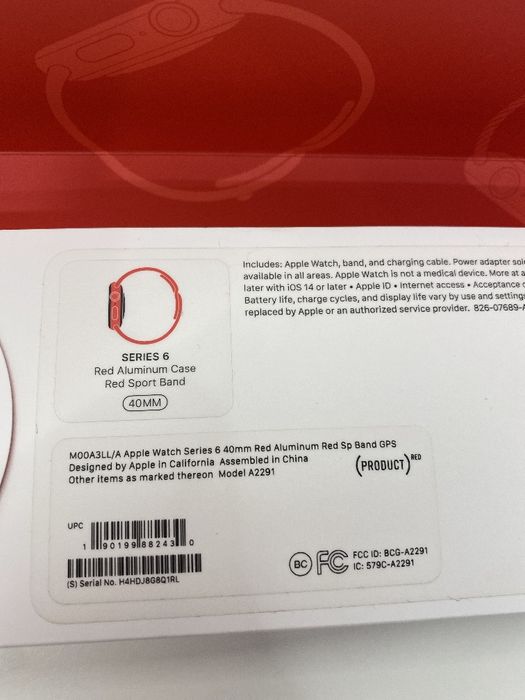 Includes: Apple Watch, band, and charging cable. Power adapter
available in all areas. Apple Watch is not a medical device. More at
later with iOS 14 or later • Apple ID • Internet access • Acceptance
Battery life, charge cycles, and display life vary by use and
replaced by Apple or an authorized service provider.
SERIES 6
Red Aluminum Case
Red Sport Band
40MM
M00A3LL/A Apple Watch Series 6 40mm Red Aluminum Red Sp Band GPS
Designed by Apple in California Assembled in China
Other items as marked thereon Model A2291
(PRODUCT)RED
UPC
1 90199 88243 0
(S) Serial No. H4HDJ8G8Q1RL
BC FC FCC ID: BCG-A2291
IC: 579C-A2291